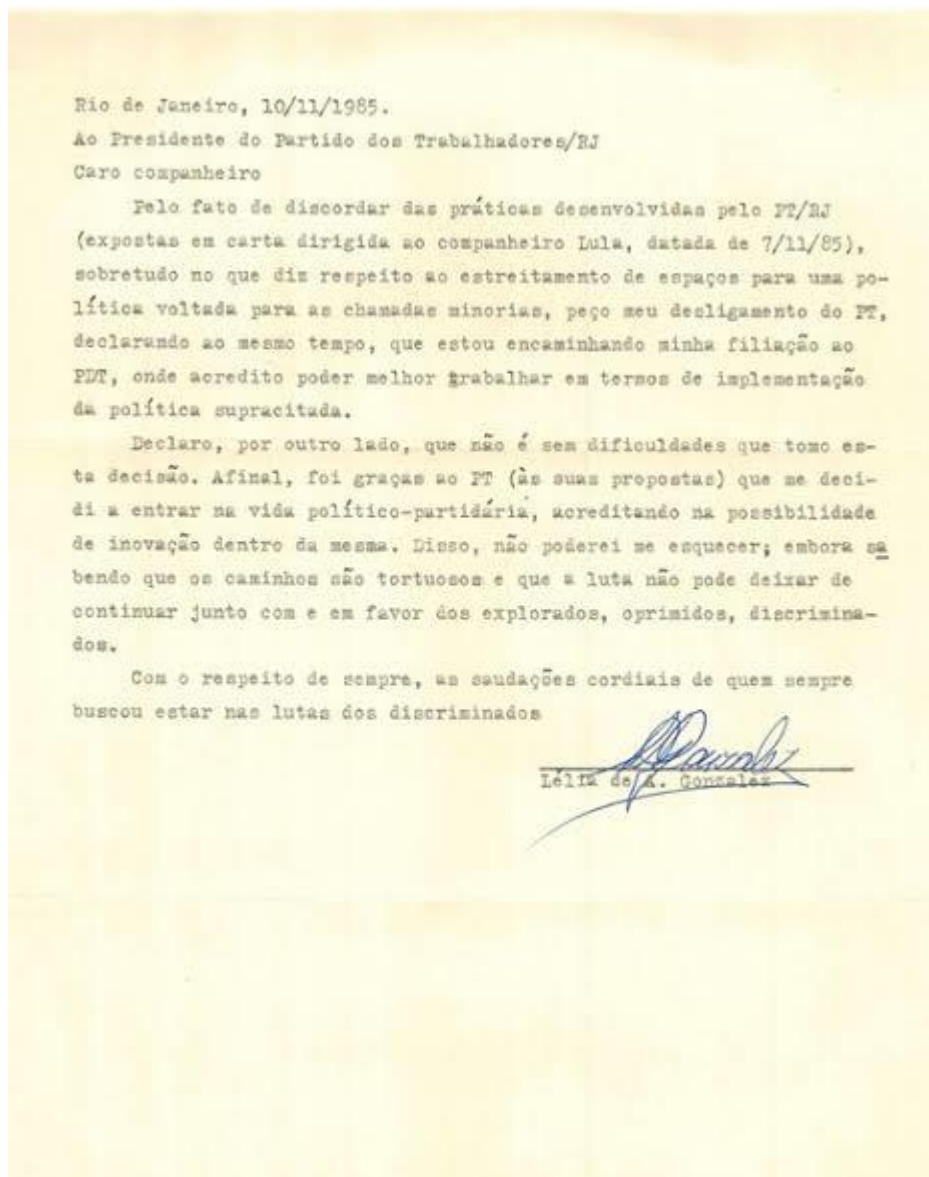 Rio de Janeiro, 10/11/1985.
Ao Presidente do Partido dos Trabalhadores/RJ
Caro companheiro
Pelo fato de discordar das práticas desenvolvidas pelo PT/RJ
(expostas em carta dirigida ao companheiro Lula, datada de 7/11/85),
sobretudo no que diz respeito ao estreitamento de espaços para uma po-
lítica voltada para as chamadas minorias, peço meu desligamento do PT,
declarando ao mesmo tempo, que estou encaminhando minha filiação ao
PDT, onde acredito poder melhor trabalhar em termos de implementação
da política supracitada.
Declaro, por outro lado, que não é sem dificuldades que tomo es-
ta decisão. Afinal, foi graças ao PT (às suas propostas) que me deci-
di a entrar na vida político-partidária, acreditando na possibilidade
de inovação dentro da mesma. Disso, não poderei me esquecer; embora sa
bendo que os caminhos são tortuosos e que a luta não pode deixar de
continuar junto com e em favor dos explorados, oprimidos, discrimina-
dos.
Com o respeito de sempre, as saudações cordiais de quem sempre
buscou estar nas lutas dos discriminados
Lélia de A. Gonzalez